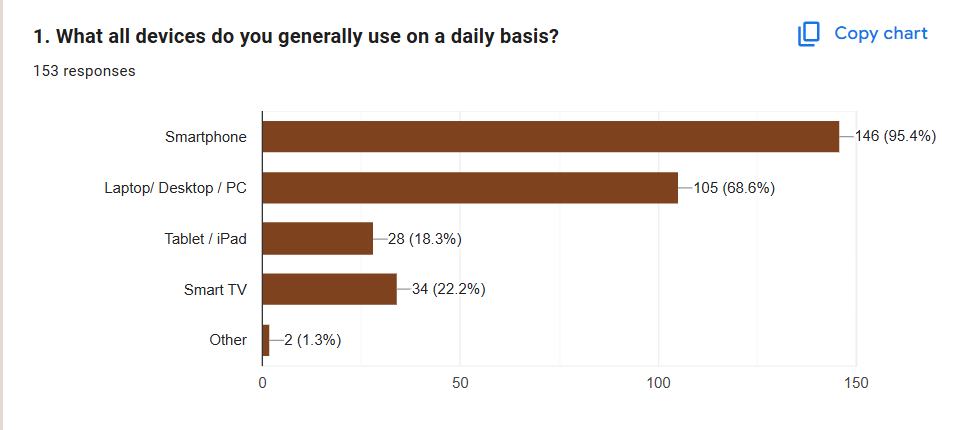 1. What all devices do you generally use on a daily basis?
Copy chart
153 responses
Smartphone
146 (95.4%)
Laptop/ Desktop / PC
105 (68.6%)
Tablet / iPad
28 (18.3%)
Smart TV
34 (22.2%)
Other
2 (1.3%)
0 50 100 150